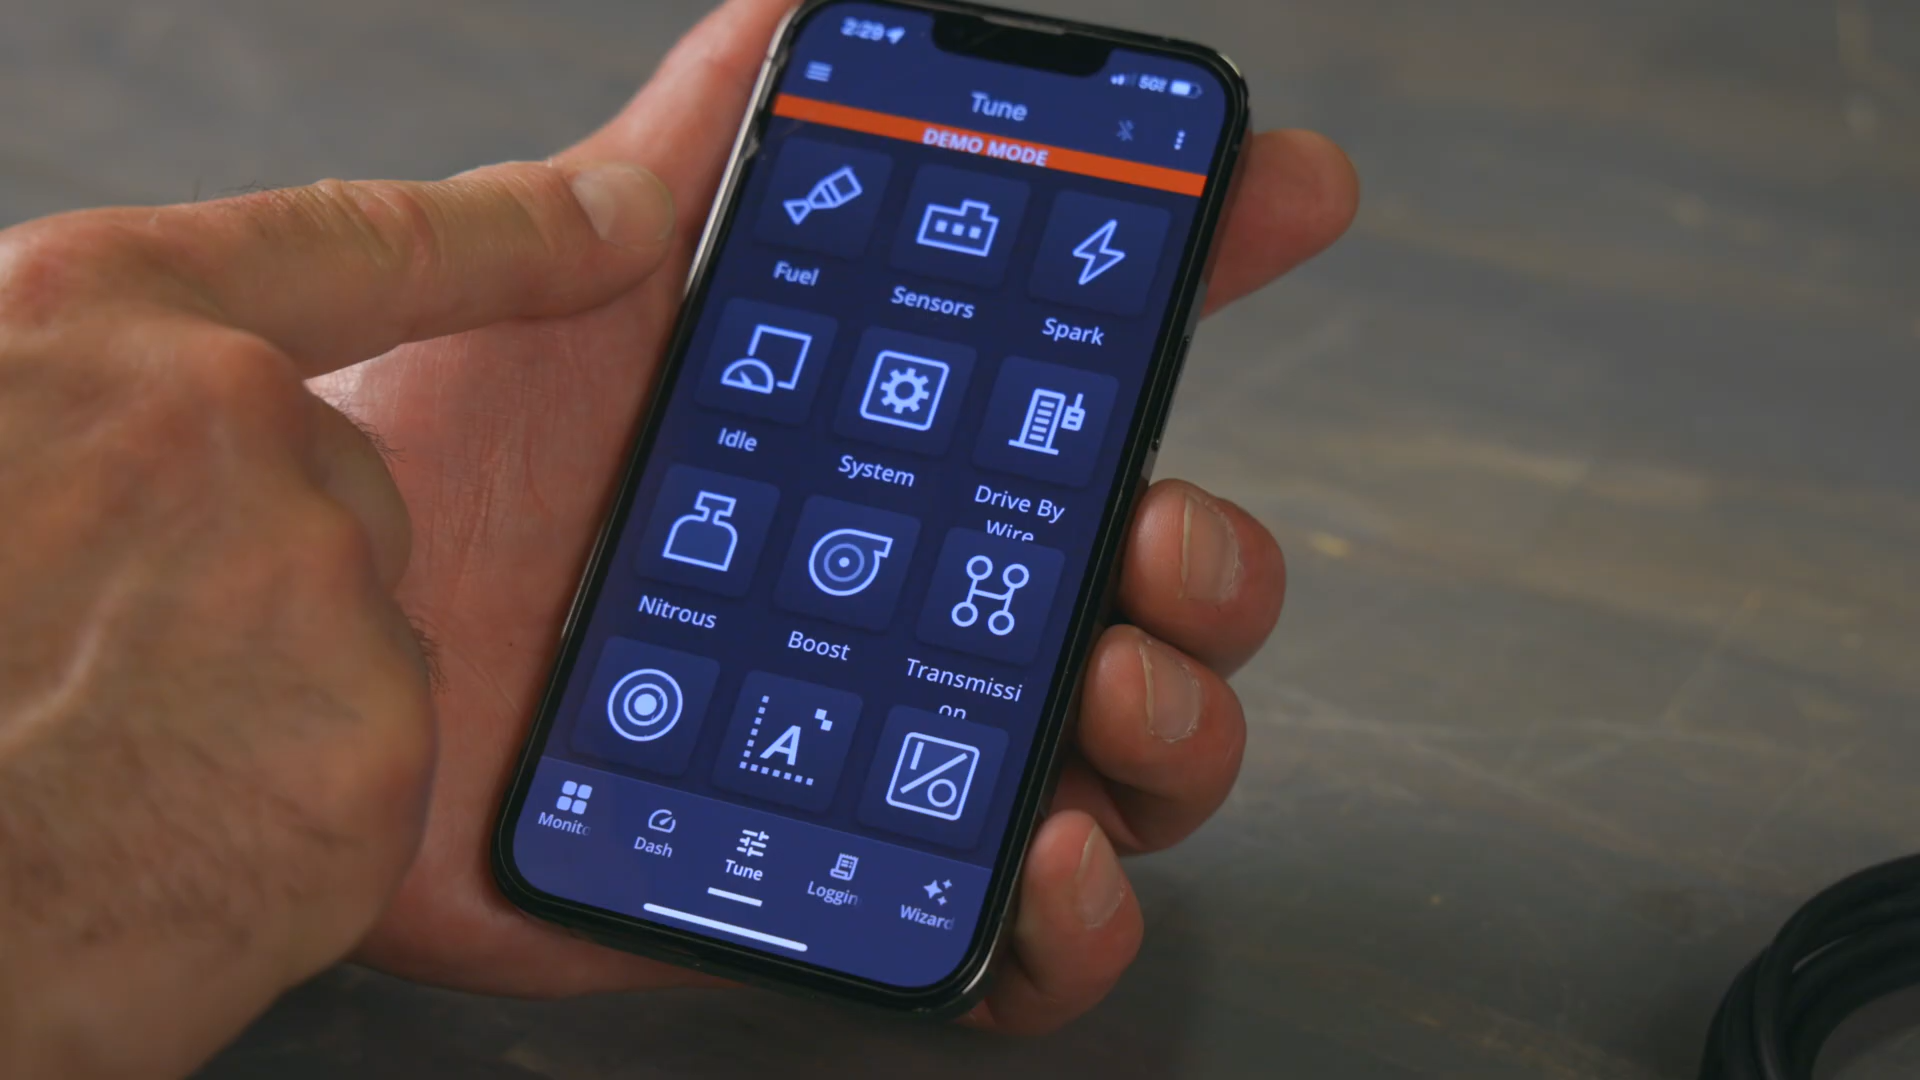 2:29
5G
Tune
DEMO MODE
Fuel
Sensors
Spark
Idle
System
Drive By
Wire
Nitrous
Boost
Transmissi
on
A
Monito
Dash
Tune
Loggin
Wizard